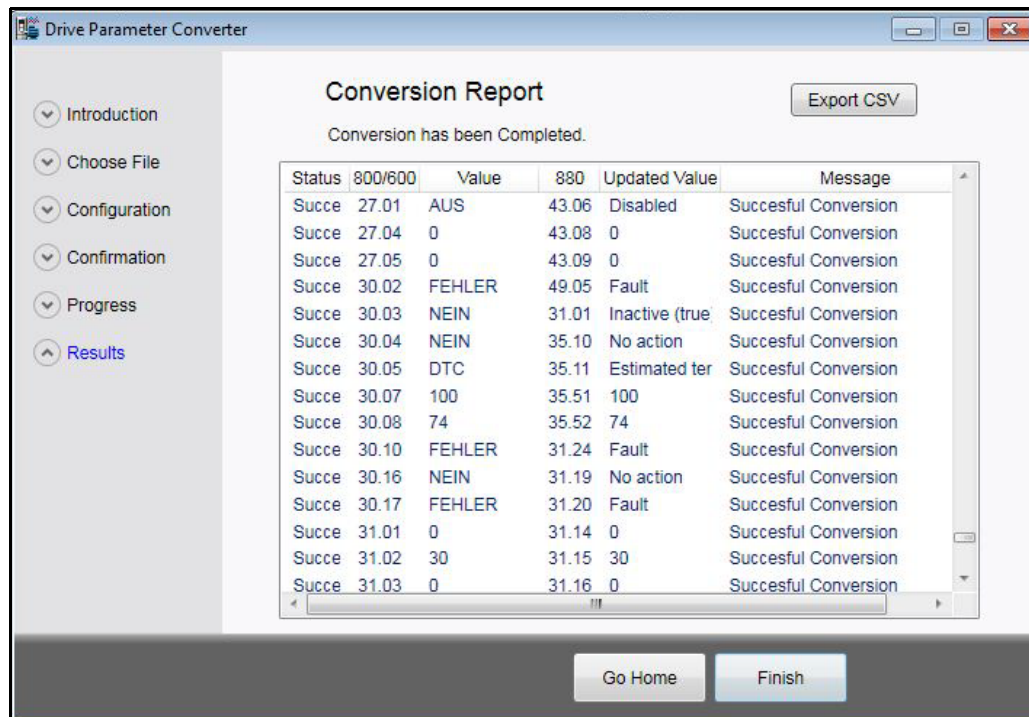 Drive Parameter Converter
Introduction
Choose File
Configuration
Confirmation
Progress
Results
Conversion Report
Export CSV
Conversion has been Completed.
Status 800/600 Value 880 Updated Value Message
Succe 27.01 AUS 43.06 Disabled Succesful Conversion
Succe 27.04 0 43.08 0 Succesful Conversion
Succe 27.05 0 43.09 0 Succesful Conversion
Succe 30.02 FEHLER 49.05 Fault Succesful Conversion
Succe 30.03 NEIN 31.01 Inactive (true) Succesful Conversion
Succe 30.04 NEIN 35.10 No action Succesful Conversion
Succe 30.05 DTC 35.11 Estimated ter Succesful Conversion
Succe 30.07 100 35.51 100 Succesful Conversion
Succe 30.08 74 35.52 74 Succesful Conversion
Succe 30.10 FEHLER 31.24 Fault Succesful Conversion
Succe 30.16 NEIN 31.19 No action Succesful Conversion
Succe 30.17 FEHLER 31.20 Fault Succesful Conversion
Succe 31.01 0 31.14 0 Succesful Conversion
Succe 31.02 30 31.15 30 Succesful Conversion
Succe 31.03 0 31.16 0 Succesful Conversion
Go Home
Finish